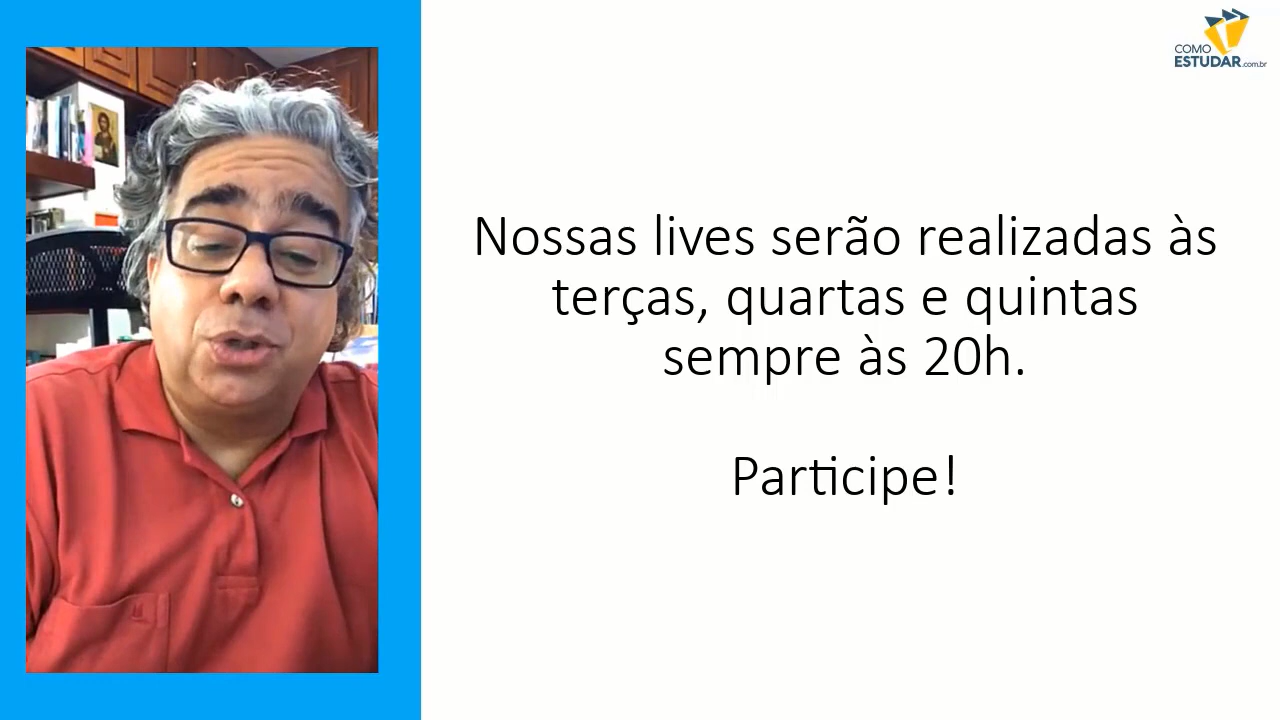 COMO
ESTUDAR.com.br
Nossas lives serão realizadas às
terças, quartas e quintas
sempre às 20h.
Participe!